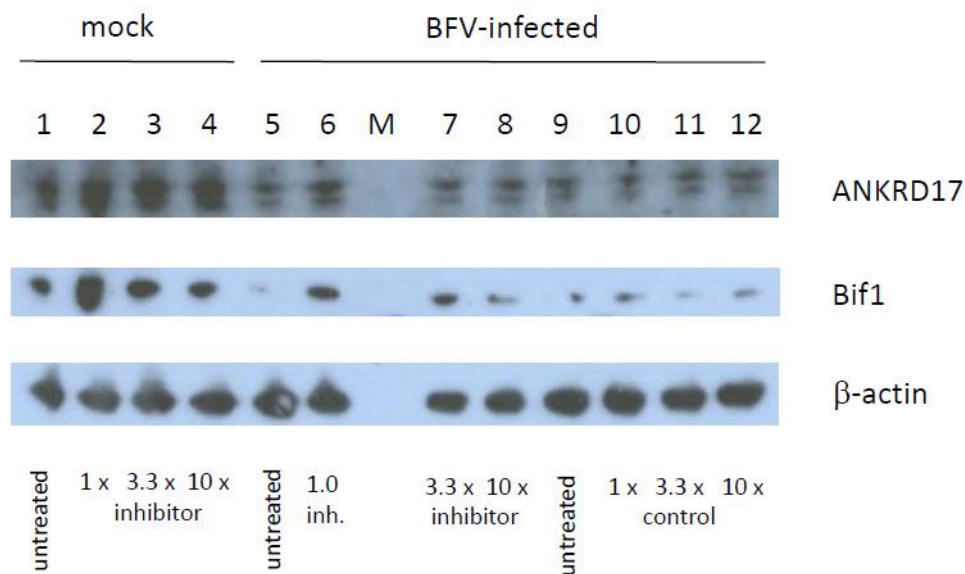 mock BFV-infected
1 2 3 4 5 6 M 7 8 9 10 11 12
ANKRD17
Bif1
β-actin
untreated 1 x 3.3 x 10 x untreated 1.0 3.3 x 10 x untreated 1x 3.3 x 10 x
inhibitor inh. inhibitor control